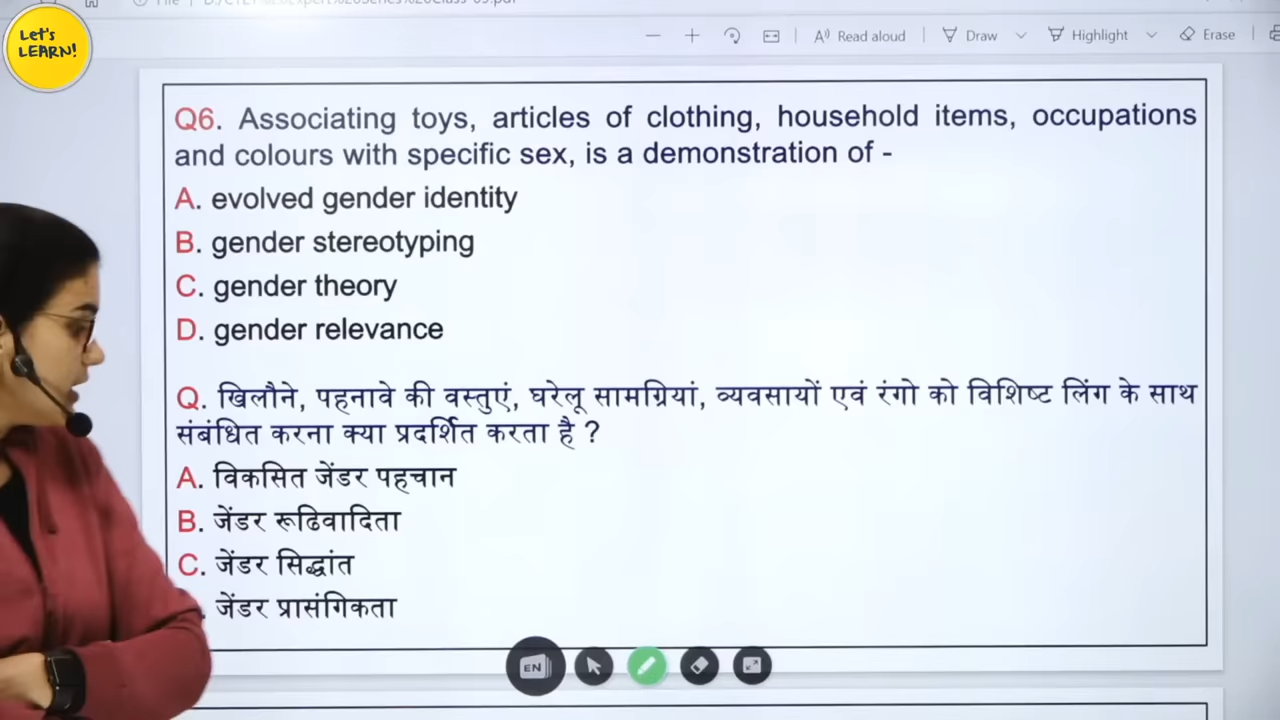 Let's
LEARN!
Read aloud
Draw
Highlight
Erase
Q6. Associating toys, articles of clothing, household items, occupations
and colours with specific sex, is a demonstration of -
A. evolved gender identity
B. gender stereotyping
C. gender theory
D. gender relevance
Q. खिलौने, पहनावे की वस्तुएं, घरेलू सामग्रियां, व्यवसायों एवं रंगो को विशिष्ट लिंग के साथ
संबंधित करना क्या प्रदर्शित करता है ?
A. विकसित जेंडर पहचान
B. जेंडर रूढिवादिता
C. जेंडर सिद्धांत
जेंडर प्रासंगिकता
EN